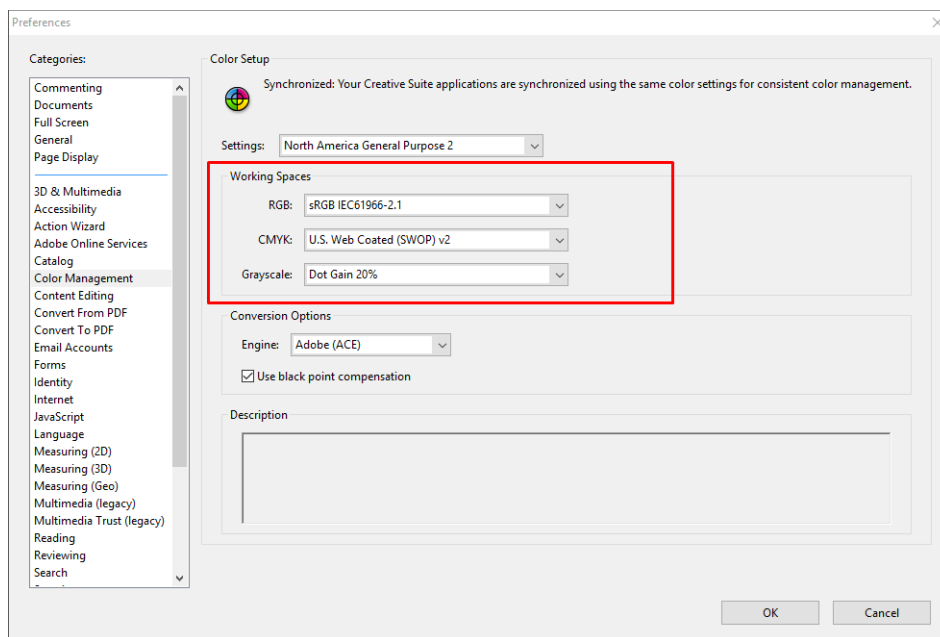 Preferences
Categories:
Commenting
Documents
Full Screen
General
Page Display
3D & Multimedia
Accessibility
Action Wizard
Adobe Online Services
Catalog
Color Management
Content Editing
Convert From PDF
Convert To PDF
Email Accounts
Forms
Identity
Internet
JavaScript
Language
Measuring (2D)
Measuring (3D)
Measuring (Geo)
Multimedia (legacy)
Multimedia Trust (legacy)
Reading
Reviewing
Search
Color Setup
Synchronized: Your Creative Suite applications are synchronized using the same color settings for consistent color management.
Settings: North America General Purpose 2
Working Spaces
RGB: sRGB IEC61966-2.1
CMYK: U.S. Web Coated (SWOP) v2
Grayscale: Dot Gain 20%
Conversion Options
Engine: Adobe (ACE)
Use black point compensation
Description
OK Cancel